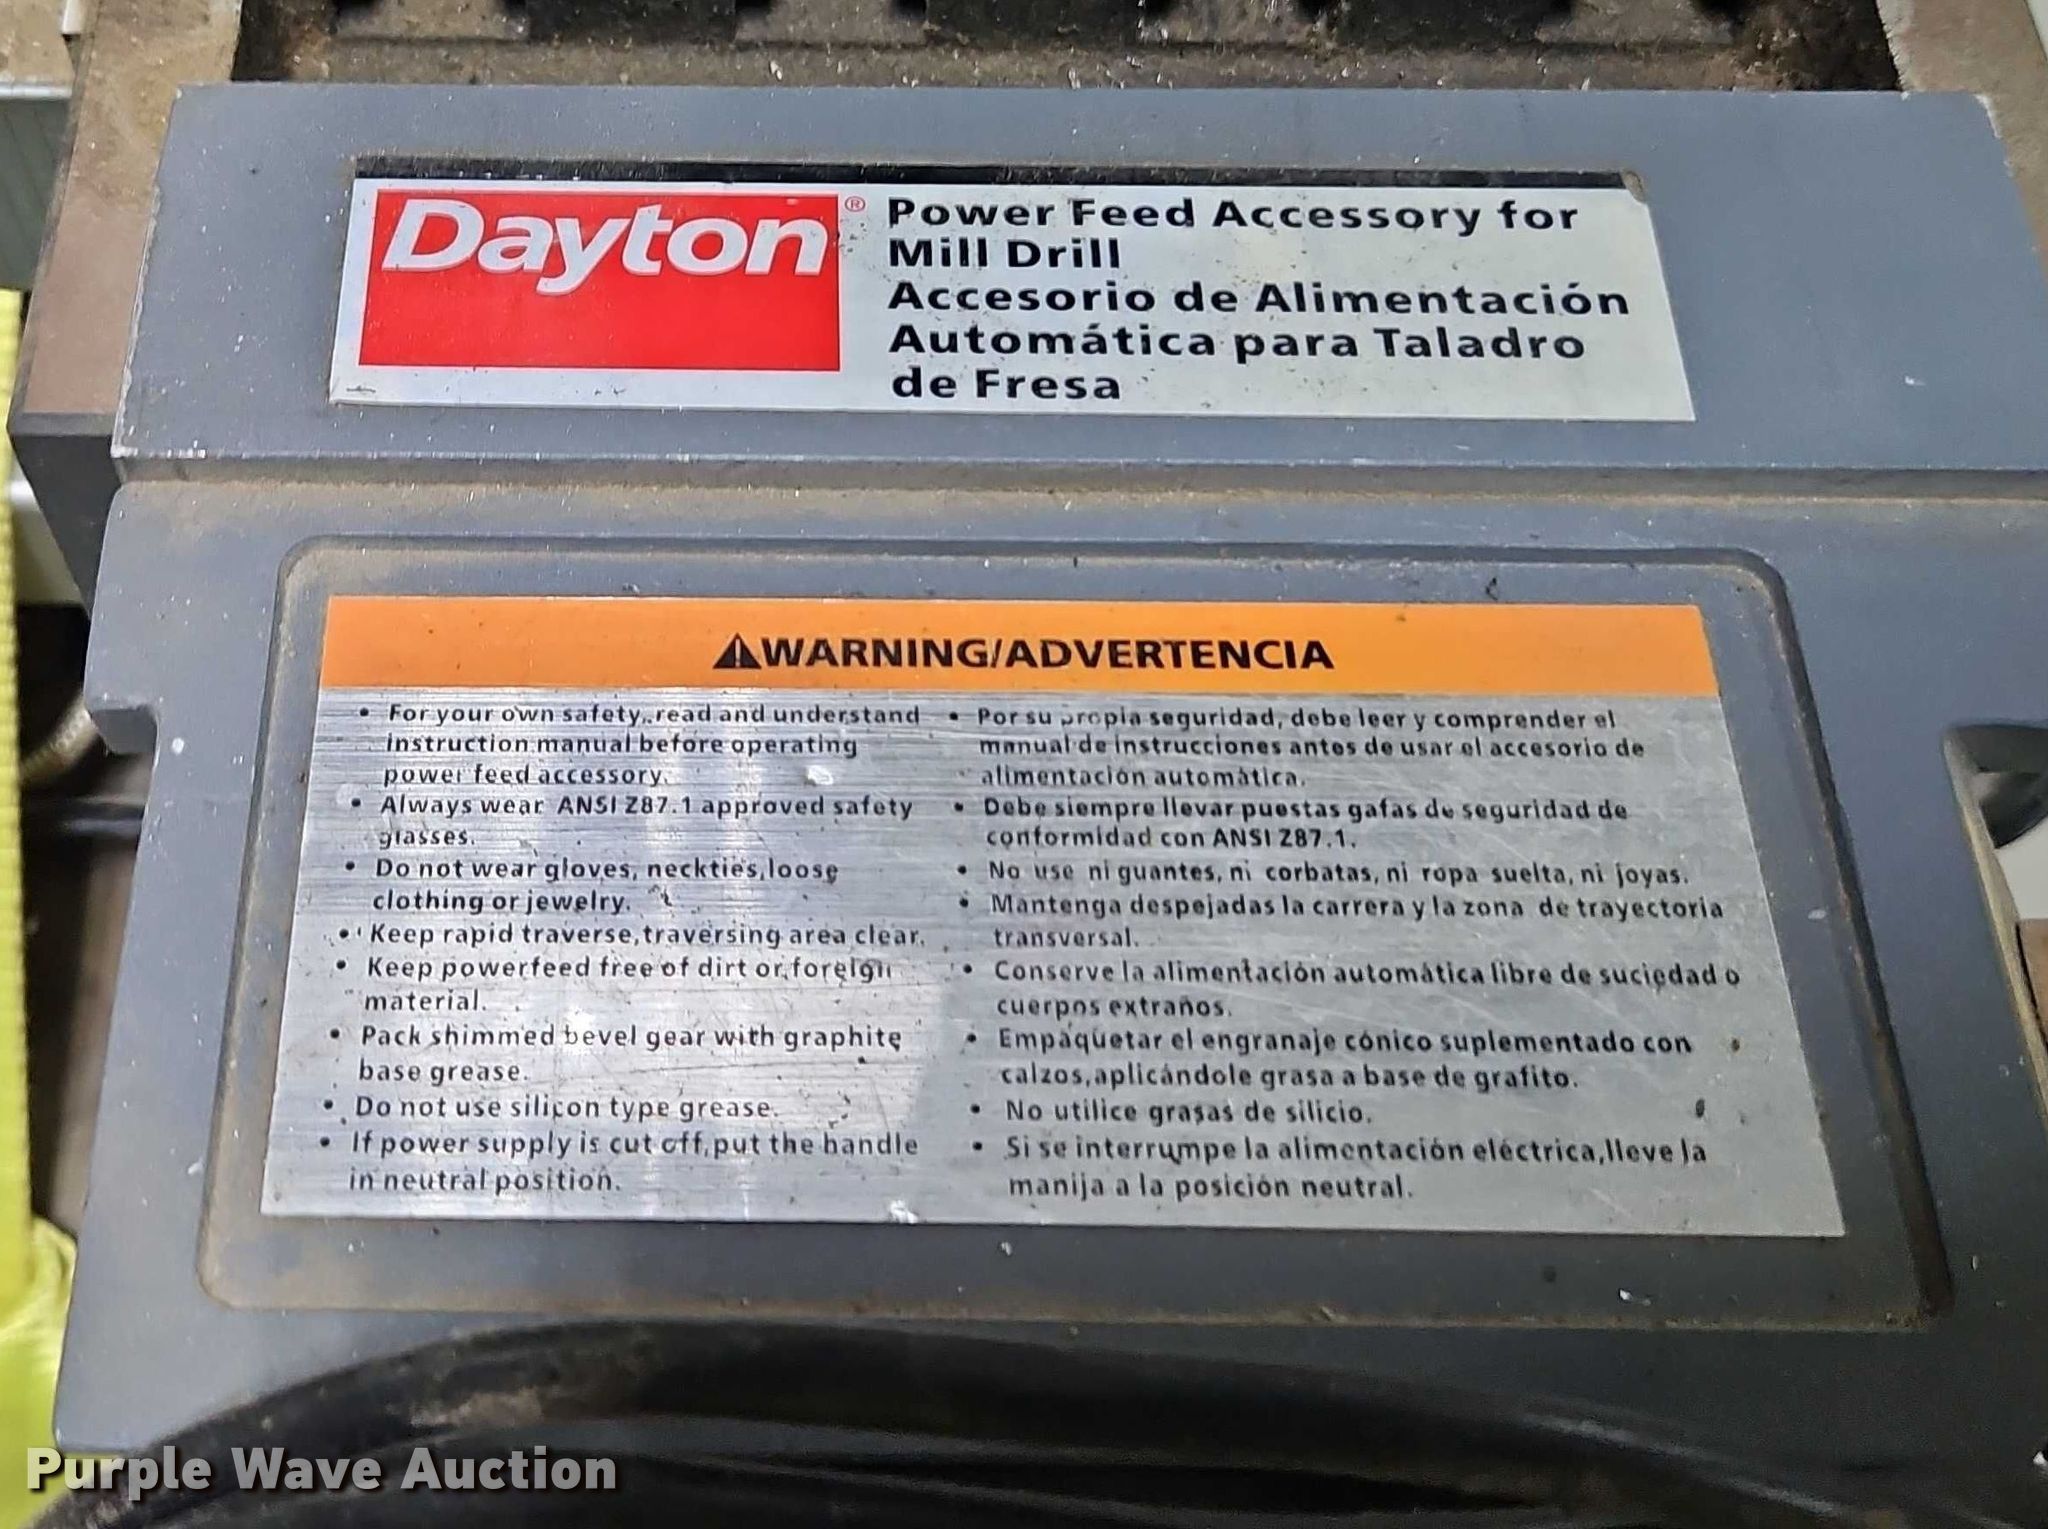 Dayton®
Power Feed Accessory for
Mill Drill
Accesorio de Alimentación
Automática para Taladro
de Fresa
WARNING/ADVERTENCIA
• For your own safety, read and understand
instruction manual before operating
power feed accessory.
• Always wear ANSI Z87.1 approved safety
glasses.
• Do not wear gloves, neckties, loose
clothing or jewelry.
• Keep rapid traverse, traversing area clear.
• Keep powerfeed free of dirt or foreign
material.
• Pack shimmed bevel gear with graphite
base grease.
• Do not use silicon type grease.
• If power supply is cut off, put the handle
in neutral position.
• Por su propia seguridad, debe leer y comprender el
manual de instrucciones antes de usar el accesorio de
alimentación automática.
• Debe siempre llevar puestas gafas de seguridad de
conformidad con ANSI Z87.1.
• No use ni guantes, ni corbatas, ni ropa suelta, ni joyas.
• Mantenga despejadas la carrera y la zona de trayectoria
transversal.
• Conserve la alimentación automática libre de suciedad o
cuerpos extraños.
• Empaquetar el engranaje cónico suplementado con
calzos, aplicándole grasa a base de grafito.
• No utilice grasas de silicio.
• Si se interrumpe la alimentación eléctrica, lleve la
manija a la posición neutral.
Purple Wave Auction